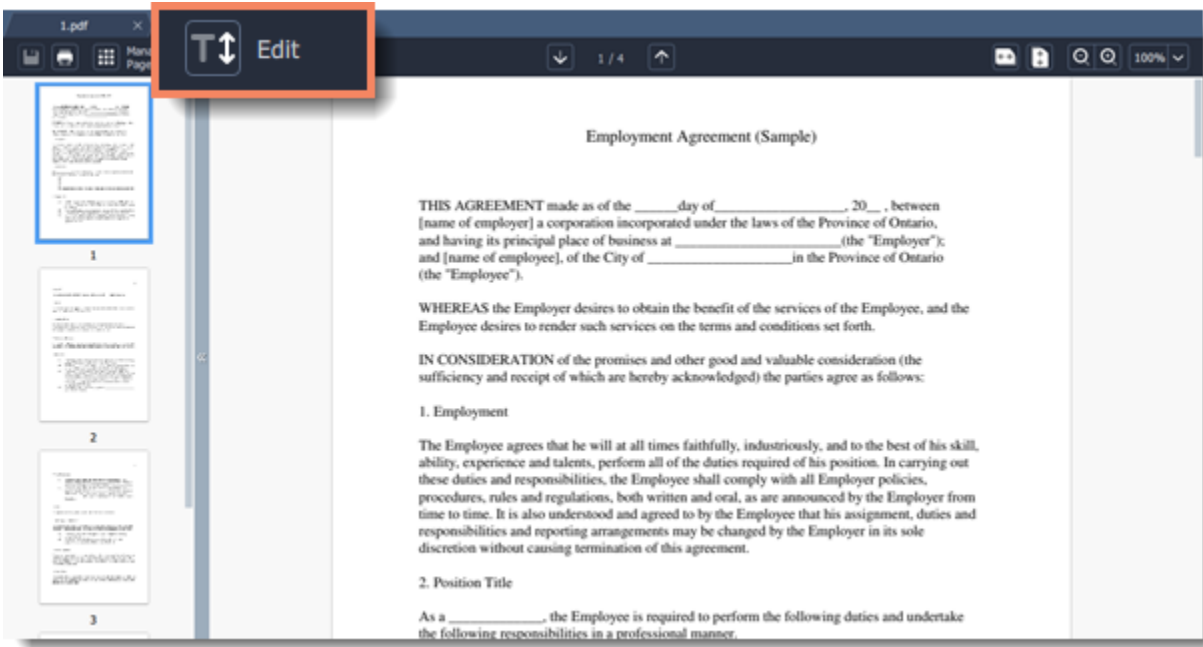 1.pdf
Edit
Mana
Page
1 / 4
100%
1
2
3
Employment Agreement (Sample)
THIS AGREEMENT made as of the ______day of__________________, 20__ , between
[name of employer] a corporation incorporated under the laws of the Province of Ontario,
and having its principal place of business at _______________________(the "Employer");
and [name of employee], of the City of ____________________in the Province of Ontario
(the "Employee").
WHEREAS the Employer desires to obtain the benefit of the services of the Employee, and the
Employee desires to render such services on the terms and conditions set forth.
IN CONSIDERATION of the promises and other good and valuable consideration (the
sufficiency and receipt of which are hereby acknowledged) the parties agree as follows:
1. Employment
The Employee agrees that he will at all times faithfully, industriously, and to the best of his skill,
ability, experience and talents, perform all of the duties required of his position. In carrying out
these duties and responsibilities, the Employee shall comply with all Employer policies,
procedures, rules and regulations, both written and oral, as are announced by the Employer from
time to time. It is also understood and agreed to by the Employee that his assignment, duties and
responsibilities and reporting arrangements may be changed by the Employer in its sole
discretion without causing termination of this agreement.
2. Position Title
As a _____________, the Employee is required to perform the following duties and undertake
the following responsibilities in a professional manner.